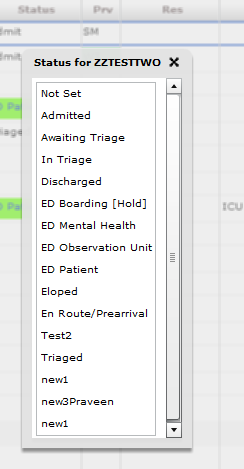 Status Prv Res
dmit SM
dmit
Status for ZZTESTTWO
Not Set
Admitted
Awaiting Triage
In Triage
Discharged
ED Boarding [Hold]
ED Mental Health
ED Observation Unit
ED Patient
ICU
Eloped
En Route/Prearrival
Test2
Triaged
new1
new3Praveen
new1